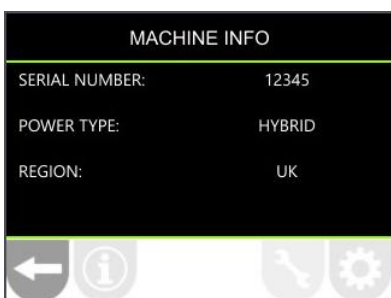 MACHINE INFO
SERIAL NUMBER: 12345
POWER TYPE: HYBRID
REGION: UK